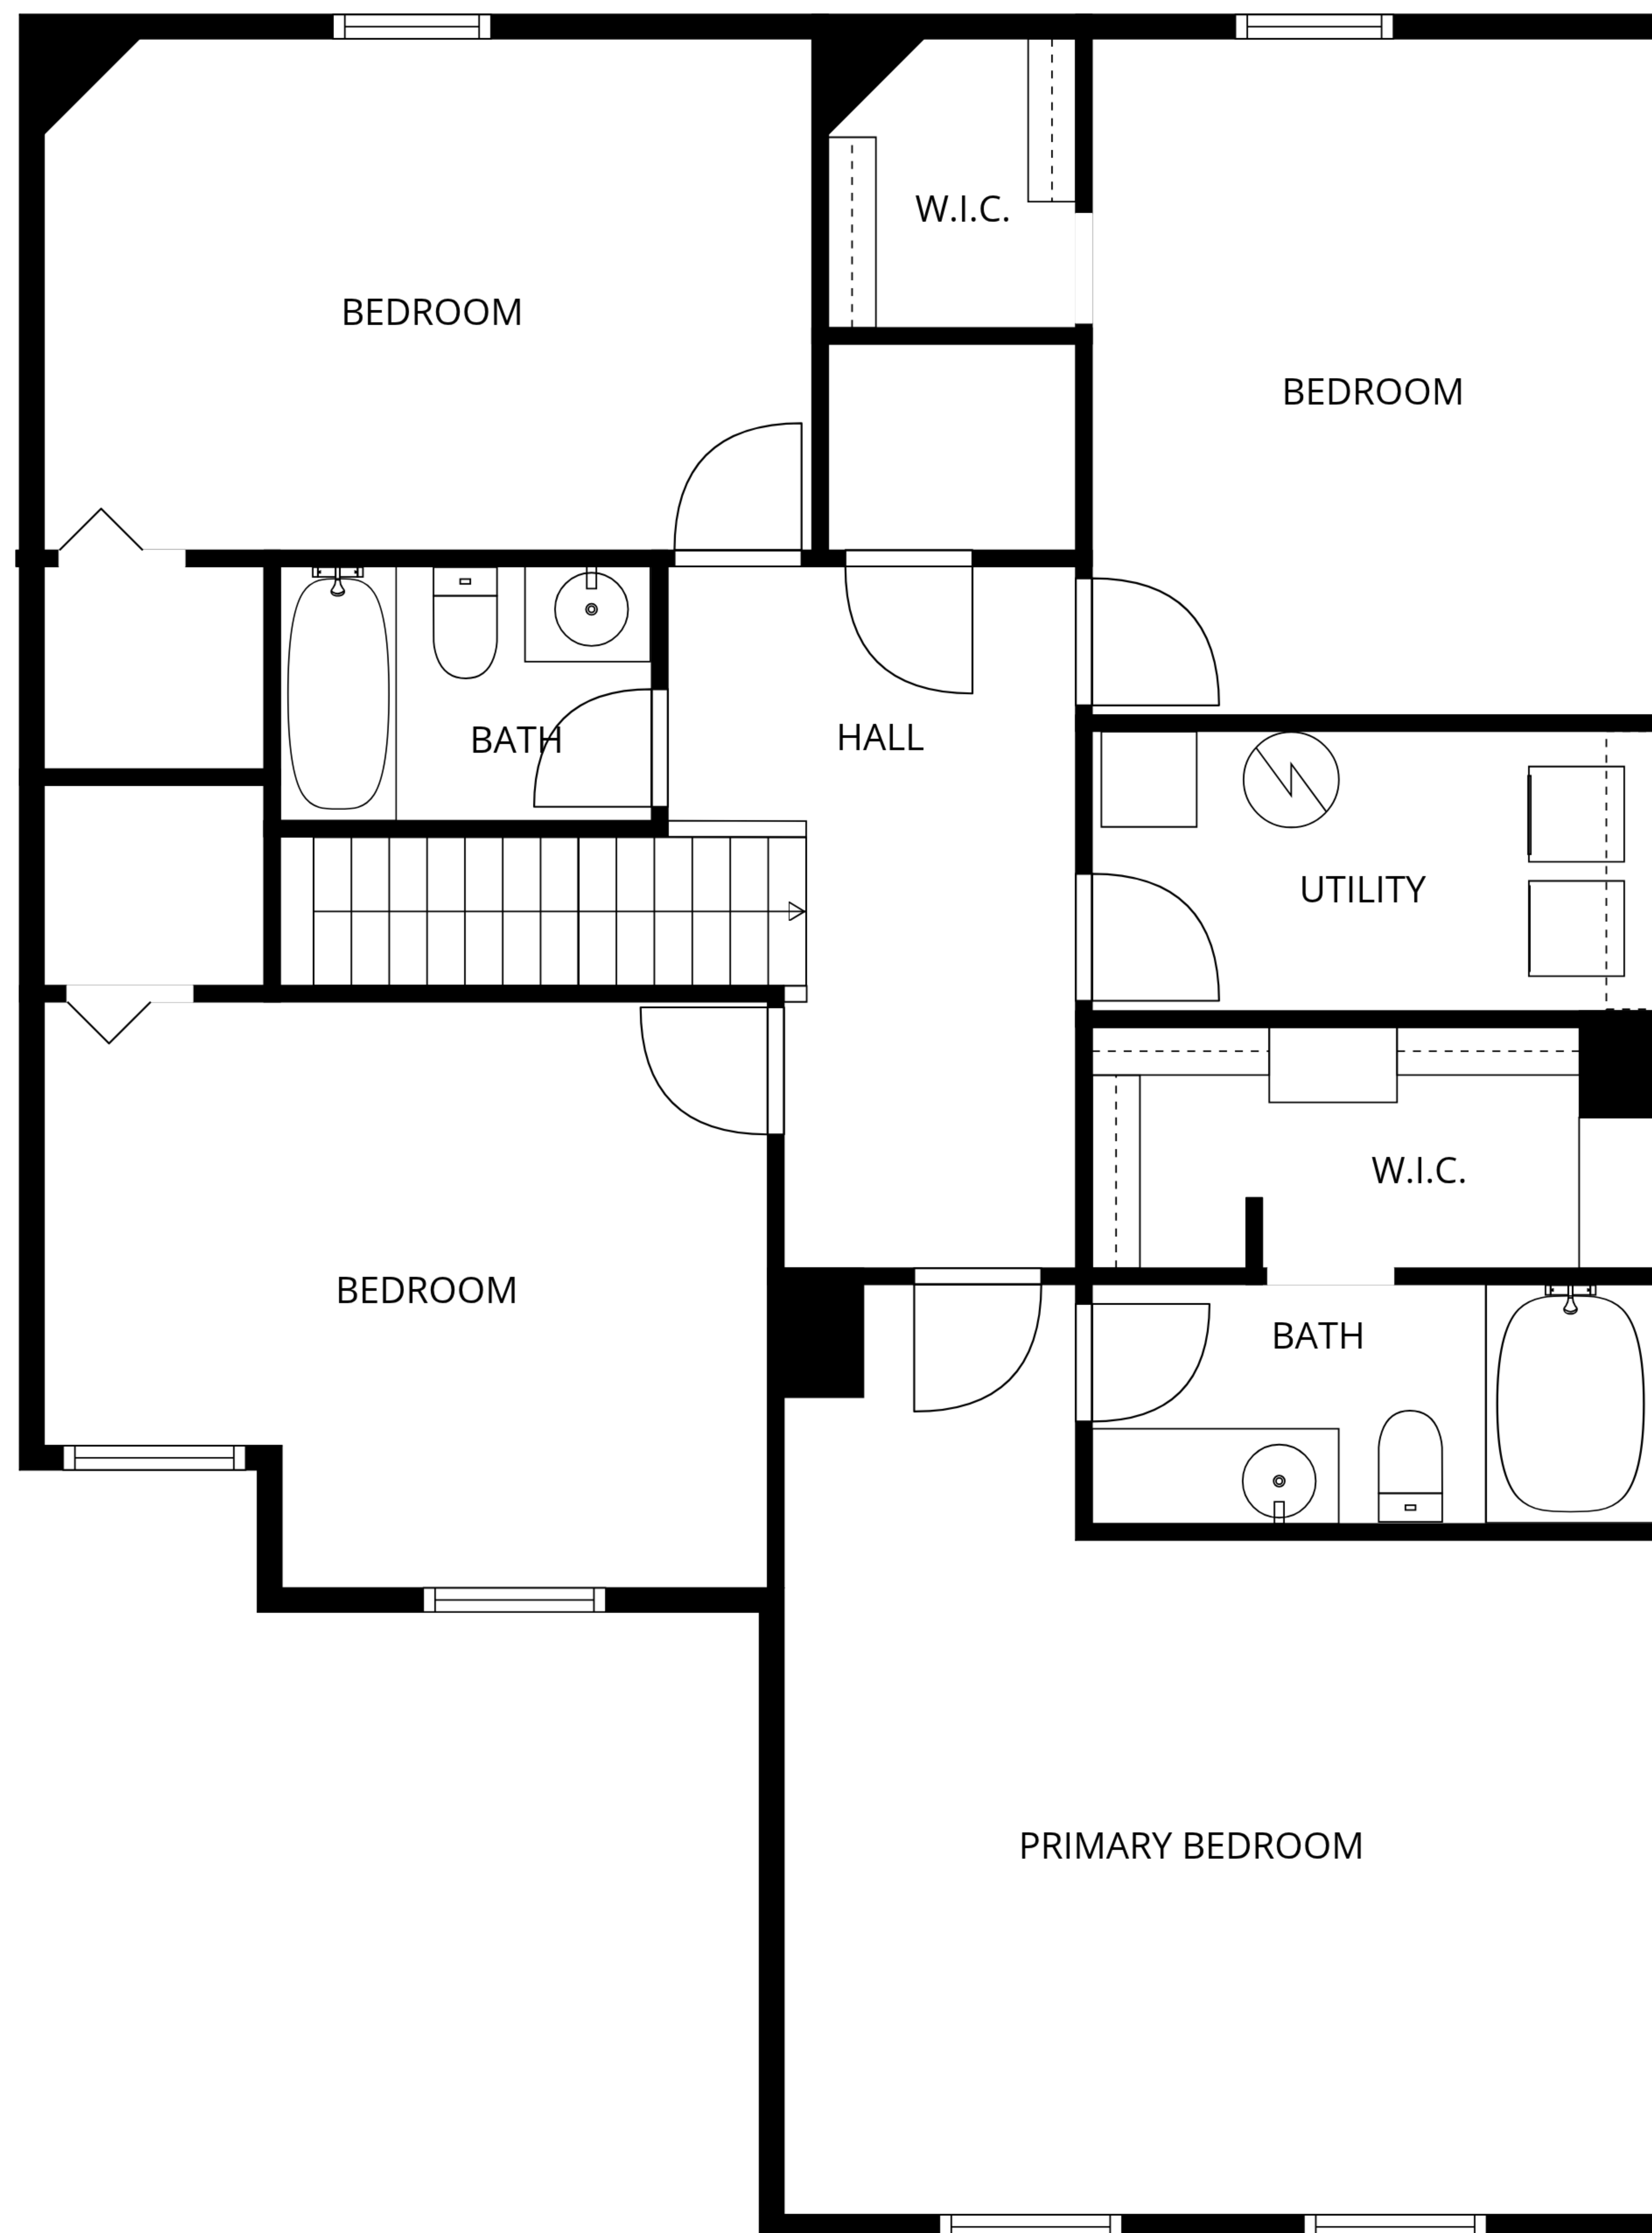 W.I.C.
BEDROOM
BEDROOM
BATH
HALL
UTILITY
W.I.C.
BEDROOM
BATH
PRIMARY BEDROOM